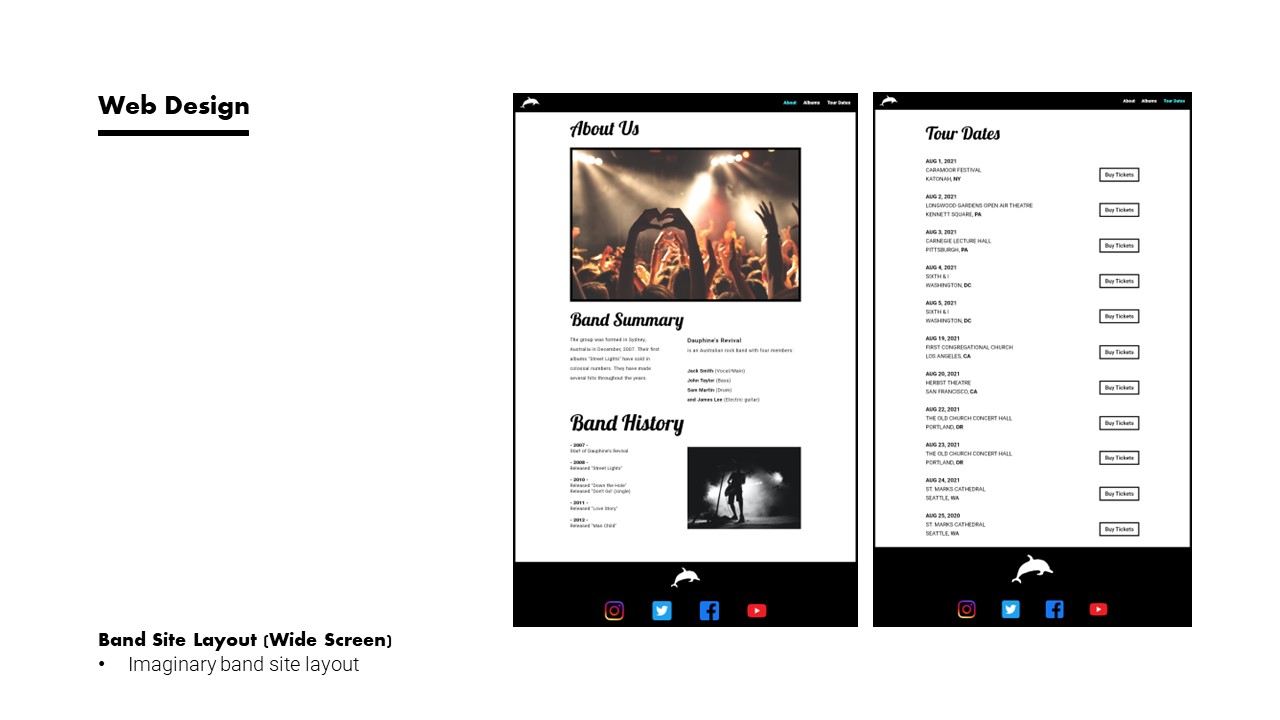 Web Design
About Albums Tour Dates
About Us
Band Summary
The group was formed in Sydney,
Australia in December, 2007. Their first
albums "Street Lights" have sold in
colossal numbers. They have made
several hits throughout the years.
Dauphine's Revival
is an Australian rock band with four members:
Jack Smith (Vocal/Main)
John Taylor (Bass)
Sam Martin (Drum)
and James Lee (Electric guitar)
Band History
- 2007 -
Start of Dauphine's Revival
- 2008 -
Released "Street Lights"
- 2010 -
Released "Down the Hole"
Released "Don't Go" (single)
- 2011 -
Released "Love Story"
- 2012 -
Released "Mad Child"
About Albums Tour Dates
Tour Dates
AUG 1, 2021
CARAMOOR FESTIVAL
KATONAH, NY
Buy Tickets
AUG 2, 2021
LONGWOOD GARDENS OPEN AIR THEATRE
KENNETT SQUARE, PA
Buy Tickets
AUG 3, 2021
CARNEGIE LECTURE HALL
PITTSBURGH, PA
Buy Tickets
AUG 4, 2021
SIXTH & I
WASHINGTON, DC
Buy Tickets
AUG 5, 2021
SIXTH & I
WASHINGTON, DC
Buy Tickets
AUG 19, 2021
FIRST CONGREGATIONAL CHURCH
LOS ANGELES, CA
Buy Tickets
AUG 20, 2021
HERBST THEATRE
SAN FRANCISCO, CA
Buy Tickets
AUG 22, 2021
THE OLD CHURCH CONCERT HALL
PORTLAND, OR
Buy Tickets
AUG 23, 2021
THE OLD CHURCH CONCERT HALL
PORTLAND, OR
Buy Tickets
AUG 24, 2021
ST. MARKS CATHEDRAL
SEATTLE, WA
Buy Tickets
AUG 25, 2020
ST. MARKS CATHEDRAL
SEATTLE, WA
Buy Tickets
Band Site Layout (Wide Screen)
• Imaginary band site layout